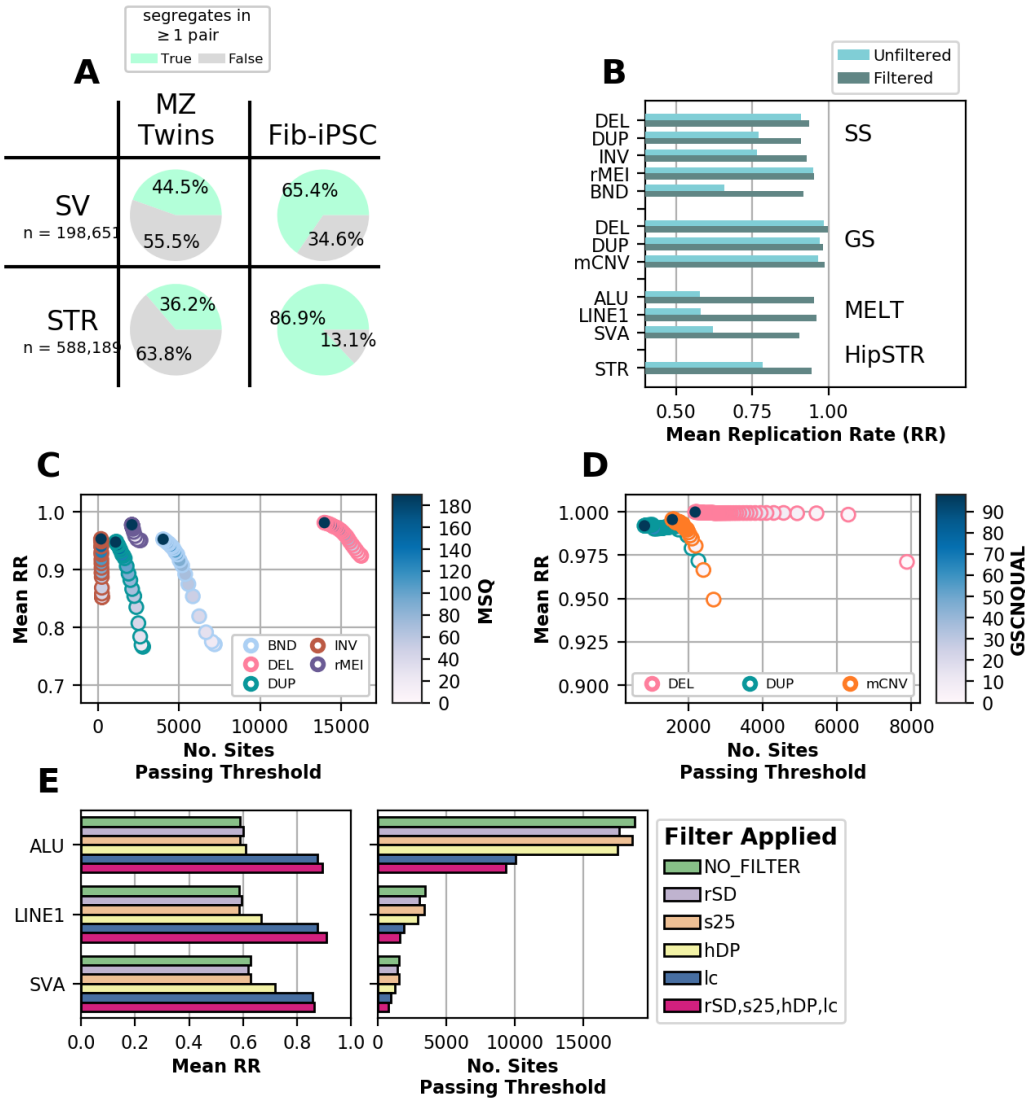 segregates in
≥ 1 pair
True False
A
MZ
Twins
Fib-iPSC
SV
n = 198,651
44.5%
55.5%
65.4%
34.6%
STR
n = 588,189
36.2%
63.8%
86.9%
13.1%
B
Unfiltered
Filtered
DEL
DUP
INV
rMEI
BND
SS
DEL
DUP
mCNV
GS
ALU
LINE1
SVA
MELT
HipSTR
STR
0.50 0.75 1.00
Mean Replication Rate (RR)
C
1.0
0.9
0.8
0.7
Mean RR
BND INV
DEL rMEI
DUP
0 5000 10000 15000
No. Sites
Passing Threshold
180
160
140
120
100
80
60
40
20
0
MSQ
D
1.000
0.975
0.950
0.925
0.900
Mean RR
DEL DUP mCNV
2000 4000 6000 8000
No. Sites
Passing Threshold
90
80
70
60
50
40
30
20
10
0
GSCNQUAL
E
ALU
LINE1
SVA
0.0 0.2 0.4 0.6 0.8 1.0
Mean RR
0 5000 10000 15000
No. Sites
Passing Threshold
Filter Applied
NO_FILTER
rSD
s25
hDP
lc
rSD,s25,hDP,lc